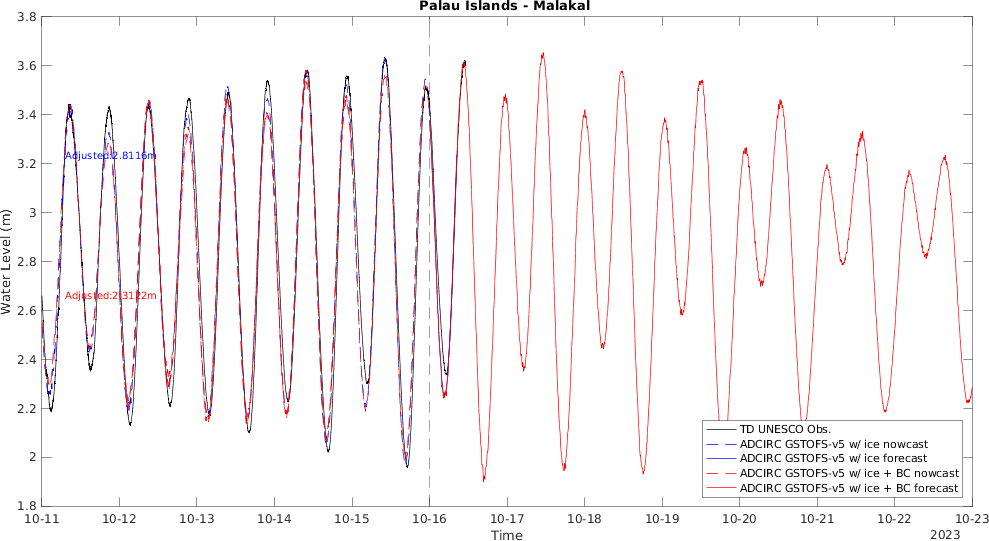 Palau Islands - Malakal
Water Level (m)
3.8
3.6
3.4
3.2
3
2.8
2.6
2.4
2.2
2
1.8
Adjusted:2.8116m
Adjusted:2.3122m
TD UNESCO Obs.
ADCIRC GSTOFS-v5 w/ ice nowcast
ADCIRC GSTOFS-v5 w/ ice forecast
ADCIRC GSTOFS-v5 w/ ice + BC nowcast
ADCIRC GSTOFS-v5 w/ ice + BC forecast
10-11 10-12 10-13 10-14 10-15 10-16 10-17 10-18 10-19 10-20 10-21 10-22 10-23
Time
2023